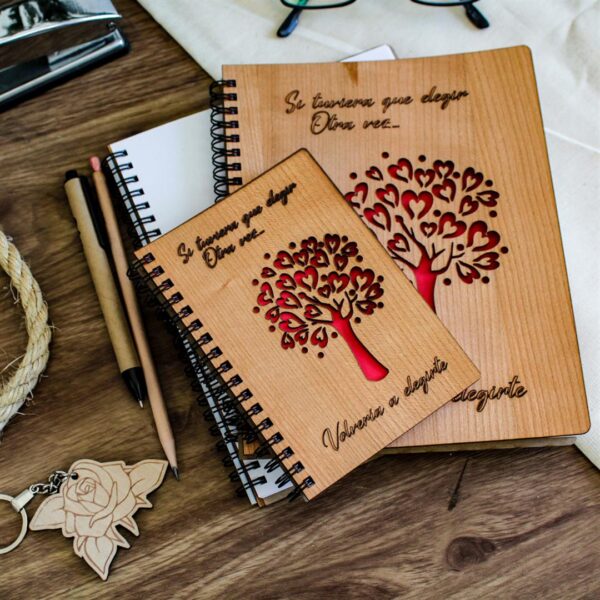 Si tuviera que elegir
Otra vez...
Si tuviera que elegir
Otra vez...
Volvería a elegirte
elegirte